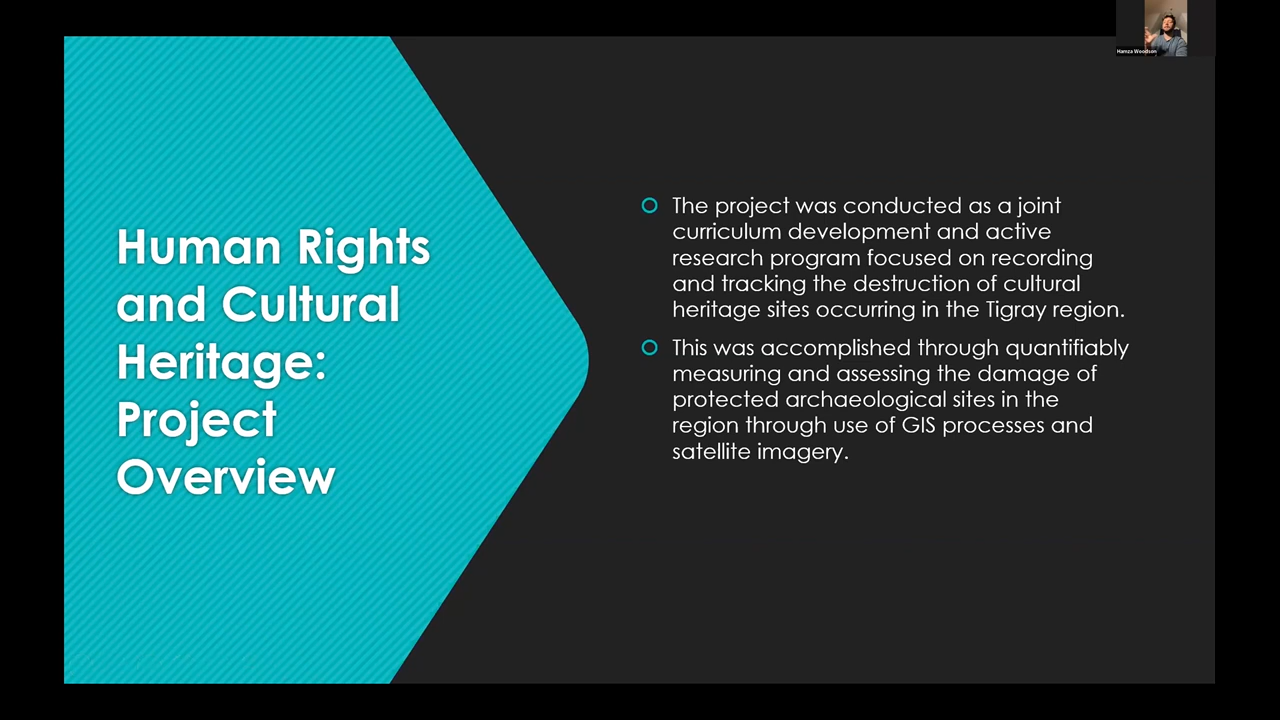 Hamza Woodson
Human Rights
and Cultural
Heritage:
Project
Overview
The project was conducted as a joint
curriculum development and active
research program focused on recording
and tracking the destruction of cultural
heritage sites occurring in the Tigray region.
This was accomplished through quantifiably
measuring and assessing the damage of
protected archaeological sites in the
region through use of GIS processes and
satellite imagery.